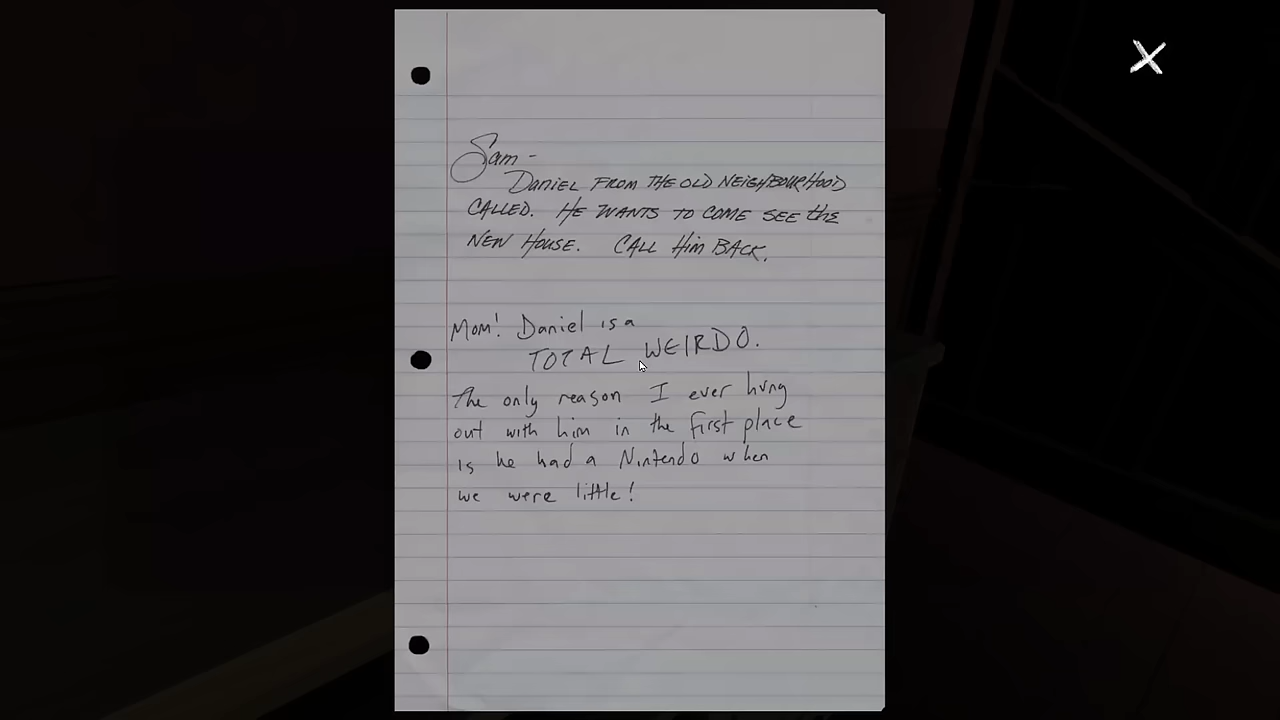 Sam -
DANIEL FROM THE OLD NEIGHBOURHOOD
CALLED. HE WANTS TO COME SEE the
NEW HOUSE. CALL HIM BACK.
Mom! Daniel is a
TOTAL WEIRDO.
The only reason I ever hung
out with him in the first place
is he had a Nintendo when
we were little!